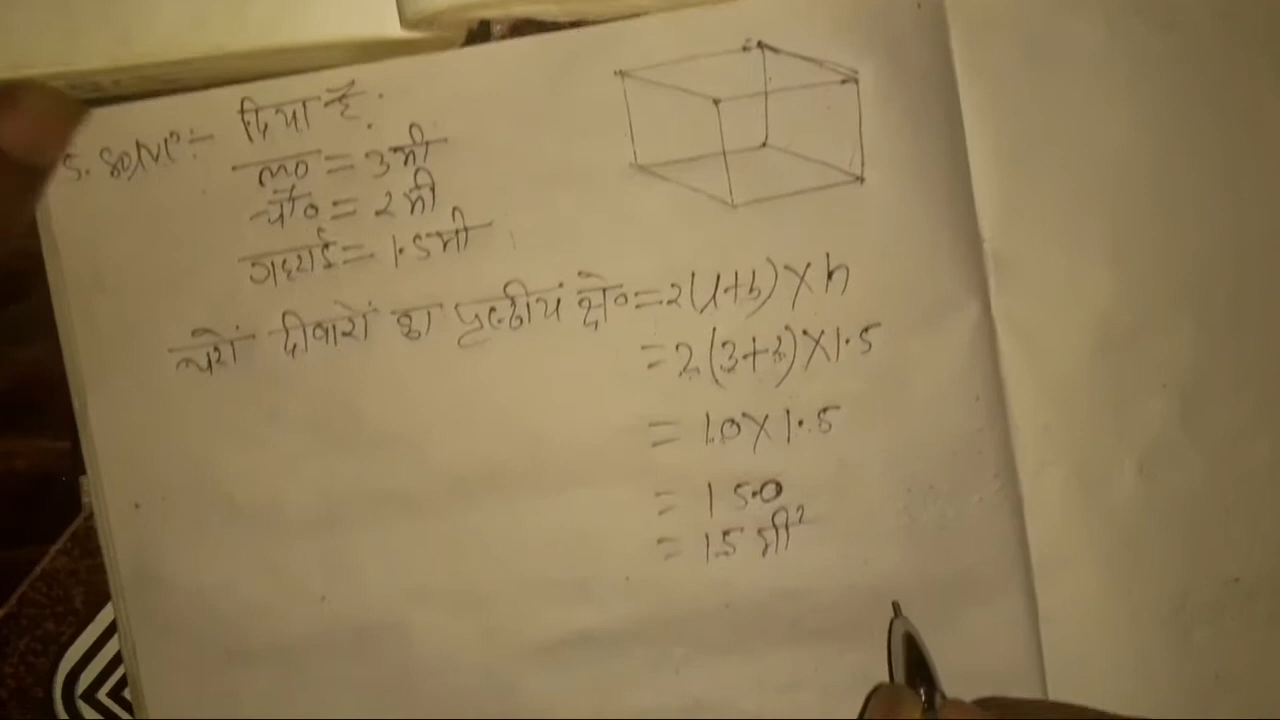 5. Solve:- दिया है:
ल० = 3 मी
चौ० = 2 मी
गहराई = 1.5 मी
चारों दीवारों का पृष्ठीय क्षे० = 2(l+b)×h
= 2(3+2)×1.5
= 10×1.5
= 15.0
= 15 मी²